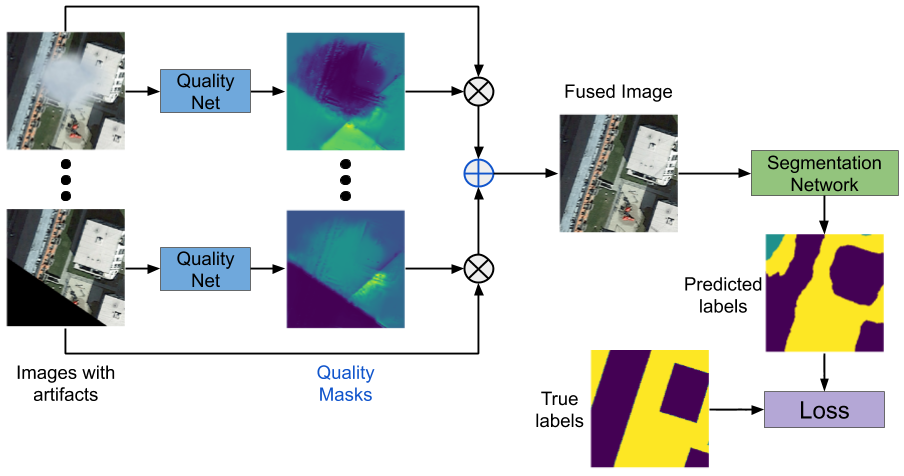 Quality
Net
Fused Image
Segmentation
Network
Quality
Net
Predicted
labels
Images with
artifacts
Quality
Masks
True
labels
Loss